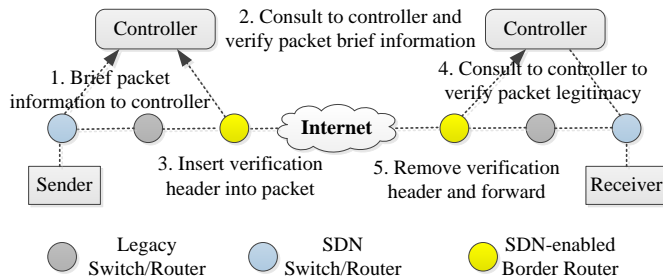 Controller
2. Consult to controller and
verify packet brief information
Controller
1. Brief packet
information to controller
4. Consult to controller to
verify packet legitimacy
Internet
3. Insert verification
header into packet
5. Remove verification
header and forward
Sender
Receiver
Legacy
Switch/Router
SDN
Switch/Router
SDN-enabled
Border Router